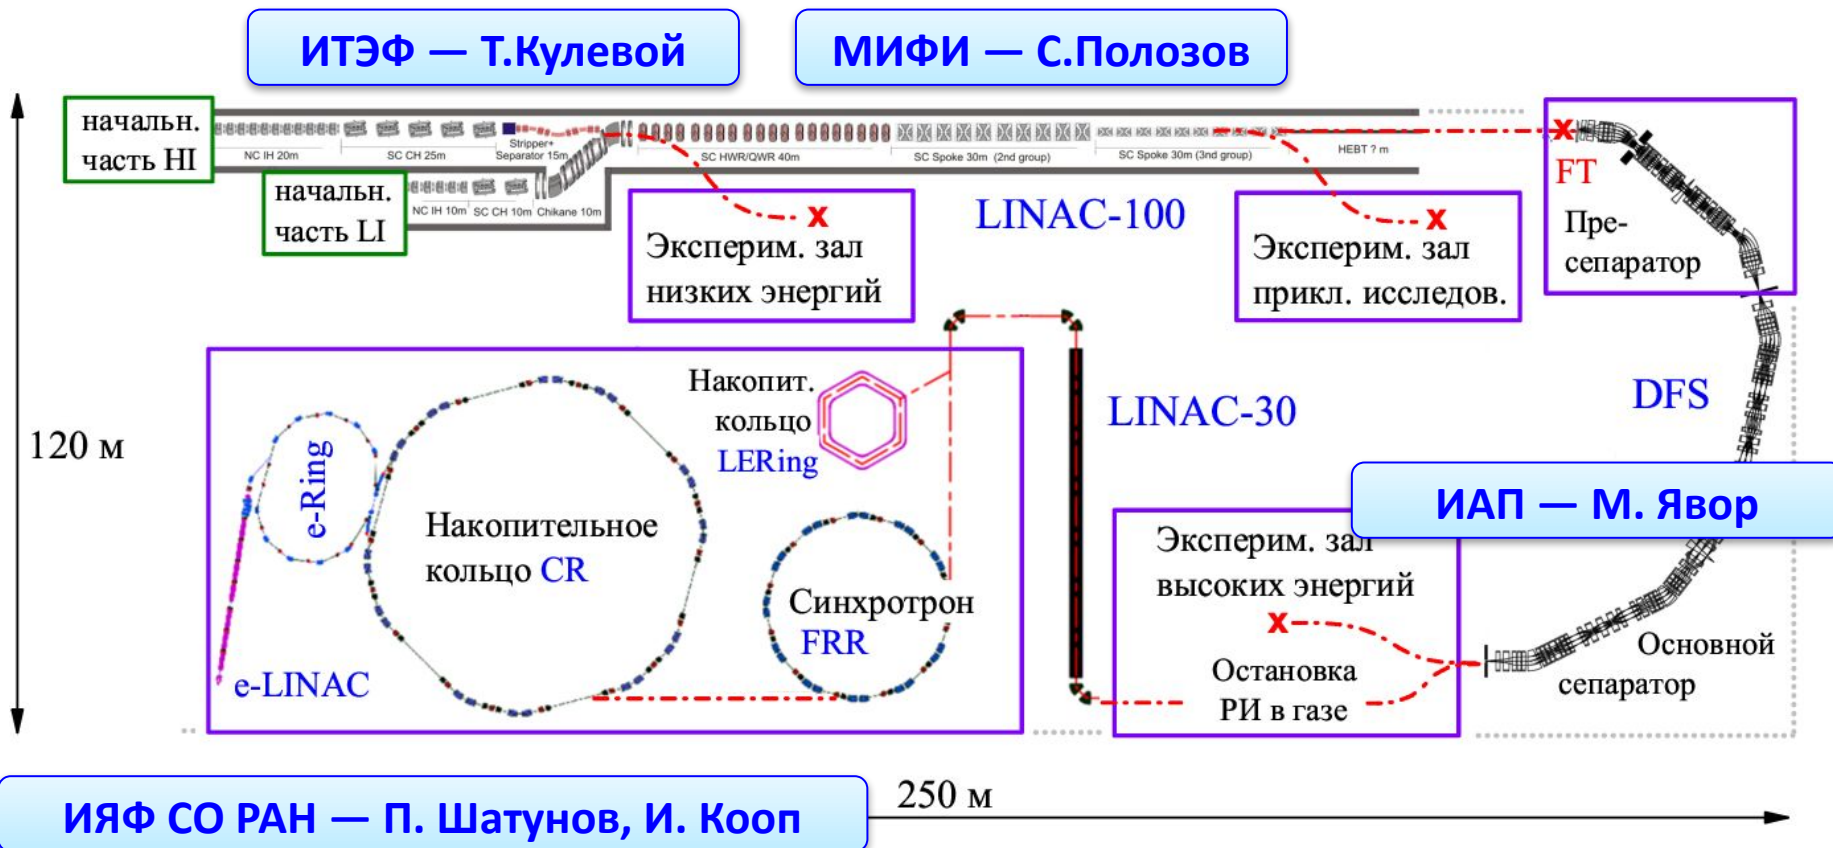 ИТЭФ — Т.Кулевой
МИФИ — С.Полозов
начальн.
часть HI
NC IH 20m
SC CH 25m
Stripper+
Separator 15m
SC HWR/QWR 40m
SC Spoke 30m (2nd group)
SC Spoke 30m (3nd group)
HEBT ? m
х
FT
Пре-
сепаратор
начальн.
часть LI
NC IH 10m
SC CH 10m
Chikane 10m
х
Эксперим. зал
низких энергий
LINAC-100
х
Эксперим. зал
прикл. исследов.
120 м
e-Ring
e-LINAC
Накопительное
кольцо CR
Накопит.
кольцо
LERing
Синхротрон
FRR
LINAC-30
DFS
ИАП — М. Явор
Эксперим. зал
высоких энергий
х
Остановка
РИ в газе
Основной
сепаратор
250 м
ИЯФ СО РАН — П. Шатунов, И. Кооп